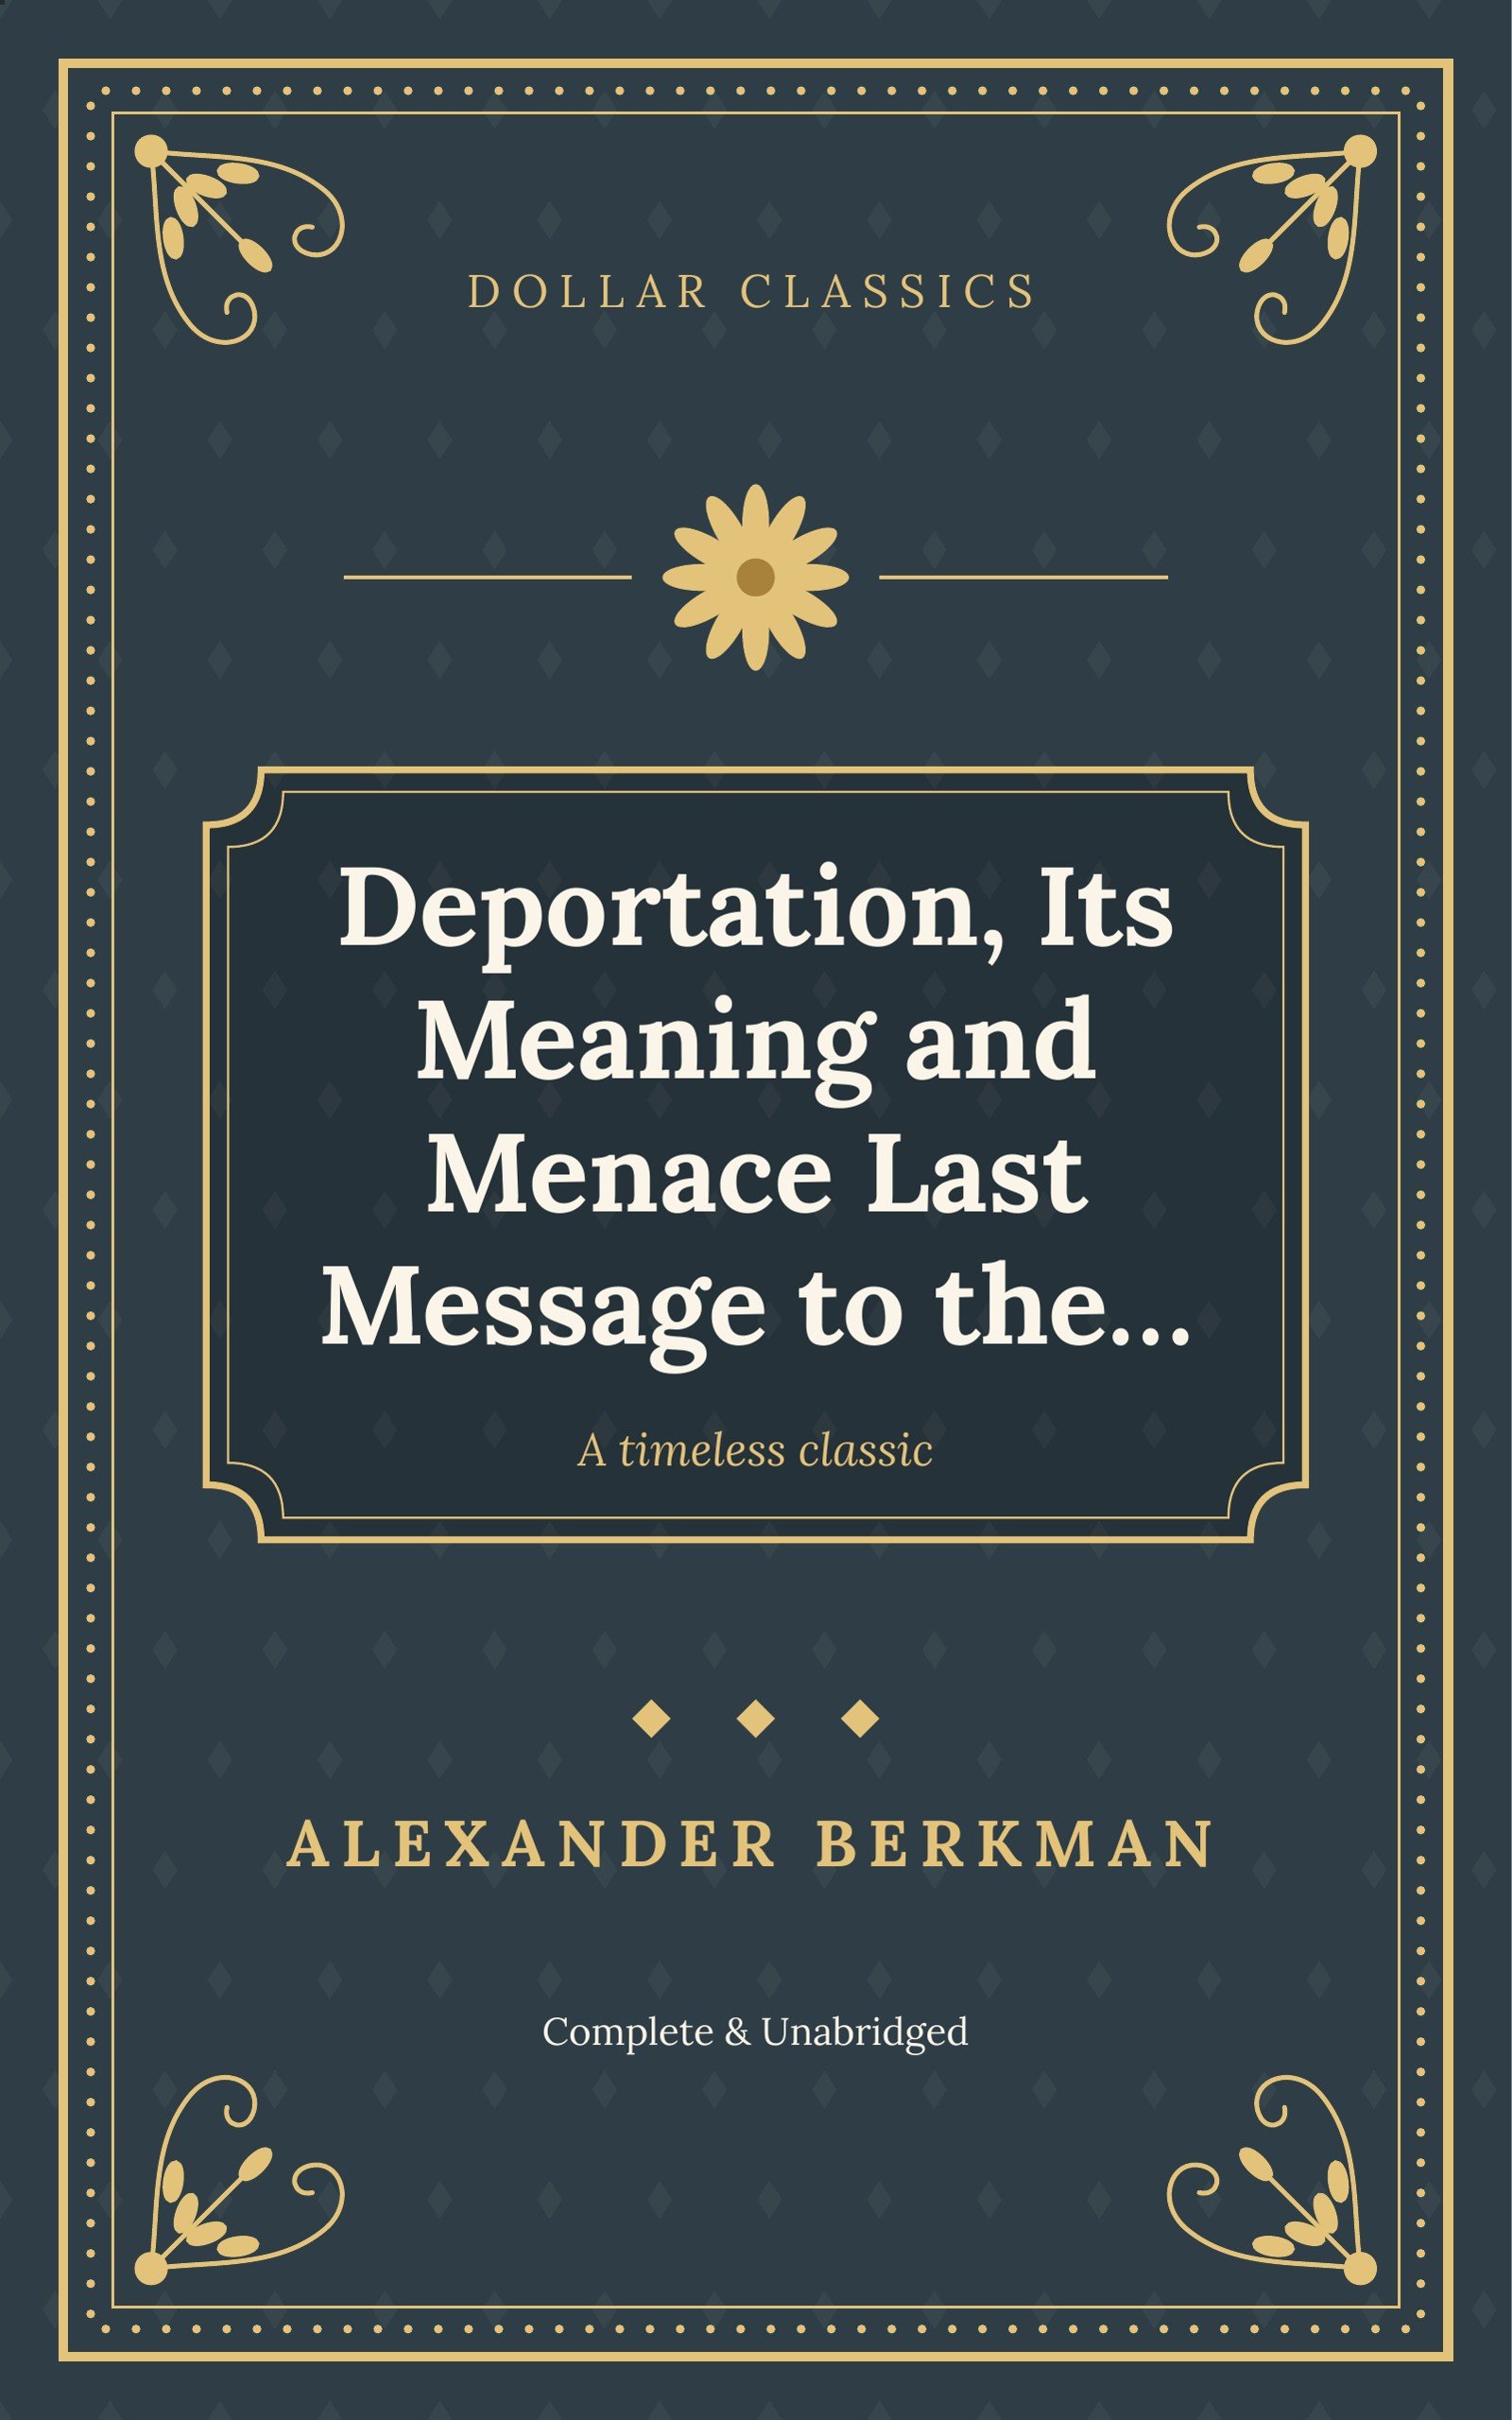 DOLLAR CLASSICS
Deportation, Its
Meaning and
Menace Last
Message to the...
A timeless classic
ALEXANDER BERKMAN
Complete & Unabridged